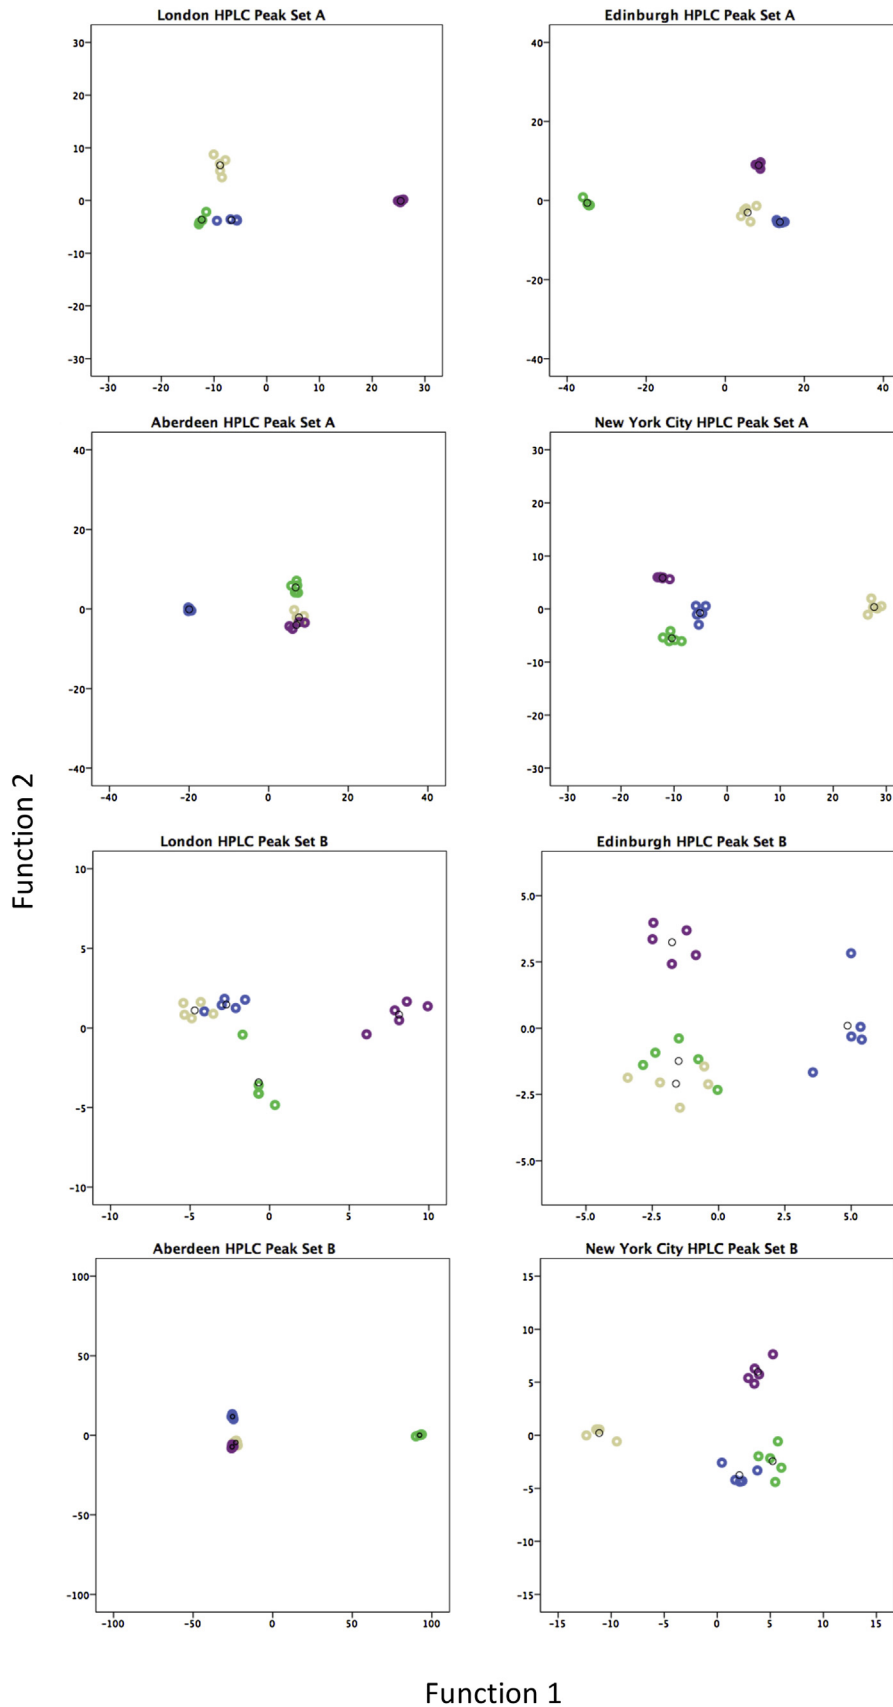 London HPLC Peak Set A
Edinburgh HPLC Peak Set A
30
20
10
0
-10
-20
-30
-30 -20 -10 0 10 20 30
40
20
0
-20
-40
-40 -20 0 20 40
Aberdeen HPLC Peak Set A
New York City HPLC Peak Set A
40
20
0
-20
-40
-40 -20 0 20 40
30
20
10
0
-10
-20
-30
-30 -20 -10 0 10 20 30
Function 2
London HPLC Peak Set B
Edinburgh HPLC Peak Set B
10
5
0
-5
-10
-10 -5 0 5 10
5.0
2.5
0.0
-2.5
-5.0
-5.0 -2.5 0.0 2.5 5.0
Aberdeen HPLC Peak Set B
New York City HPLC Peak Set B
100
50
0
-50
-100
-100 -50 0 50 100
15
10
5
0
-5
-10
-15
-15 -10 -5 0 5 10 15
Function 1